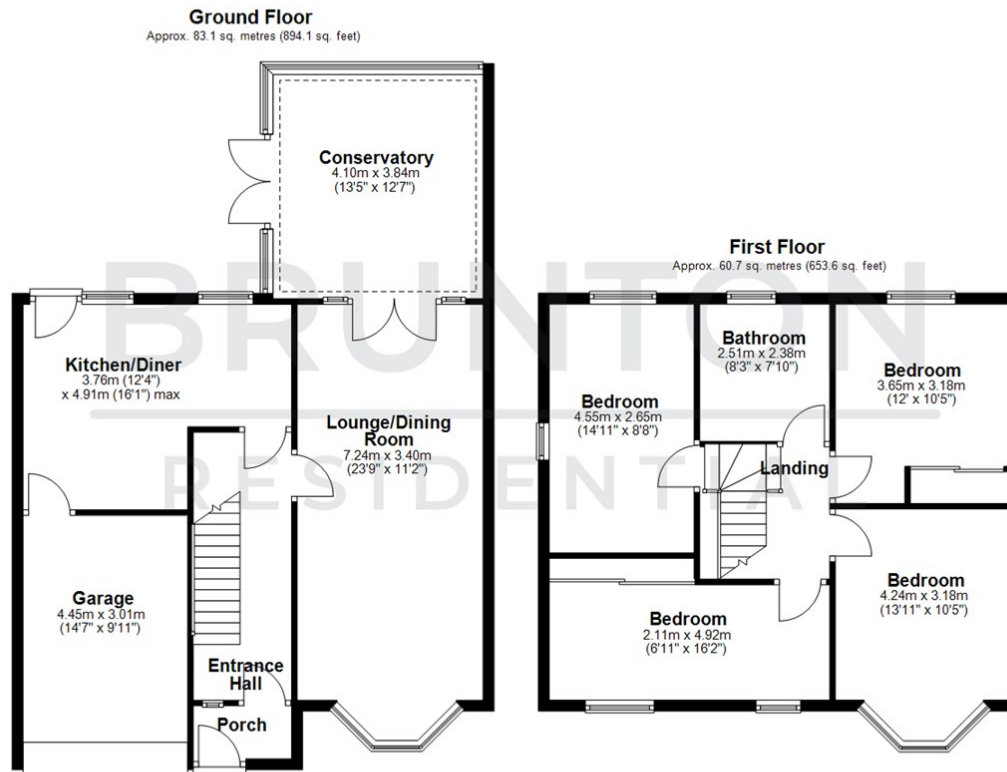 Ground Floor
Approx. 83.1 sq. metres (894.1 sq. feet)
Conservatory
4.10m x 3.84m
(13'5" x 12'7")
Kitchen/Diner
3.76m (12'4")
x 4.91m (16'1") max
Lounge/Dining
Room
7.24m x 3.40m
(23'9" x 11'2")
Garage
4.45m x 3.01m
(14'7" x 9'11")
Entrance
Hall
Porch
First Floor
Approx. 60.7 sq. metres (653.6 sq. feet)
Bedroom
4.55m x 2.65m
(14'11" x 8'8")
Bathroom
2.51m x 2.38m
(8'3" x 7'10")
Bedroom
3.65m x 3.18m
(12' x 10'5")
Landing
Bedroom
2.11m x 4.92m
(6'11" x 16'2")
Bedroom
4.24m x 3.18m
(13'11" x 10'5")
BRUNTON
RESIDENTIAL